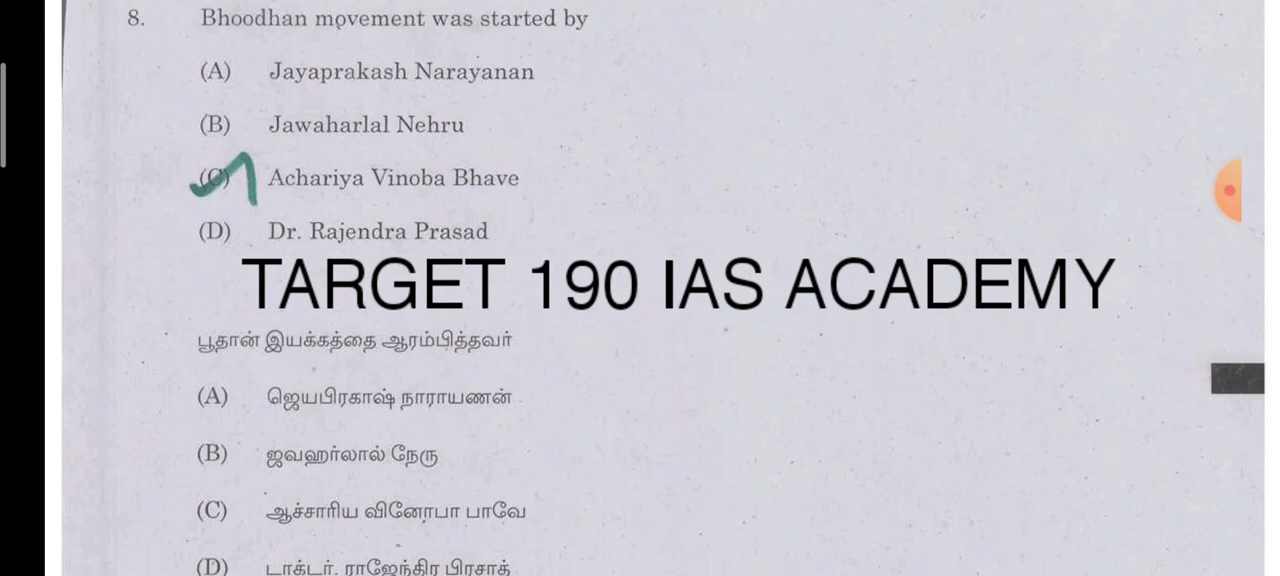 8. Bhoodhan movement was started by
(A) Jayaprakash Narayanan
(B) Jawaharlal Nehru
(C) Achariya Vinoba Bhave
(D) Dr. Rajendra Prasad
TARGET 190 IAS ACADEMY
பூதான் இயக்கத்தை ஆரம்பித்தவர்
(A) ஜெயபிரகாஷ் நாராயணன்
(B) ஜவஹர்லால் நேரு
(C) ஆச்சாரிய வினோபா பாவே
(D) டாக்டர். ராஜேந்திர பிரசாத்